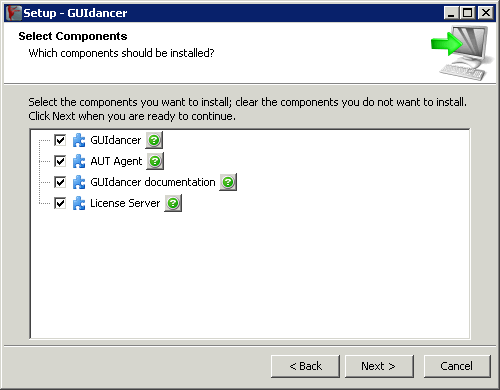 Setup - GUIdancer
Select Components
Which components should be installed?
Select the components you want to install; clear the components you do not want to install.
Click Next when you are ready to continue.
GUIdancer ?
AUT Agent ?
GUIdancer documentation ?
License Server ?
< Back Next > Cancel